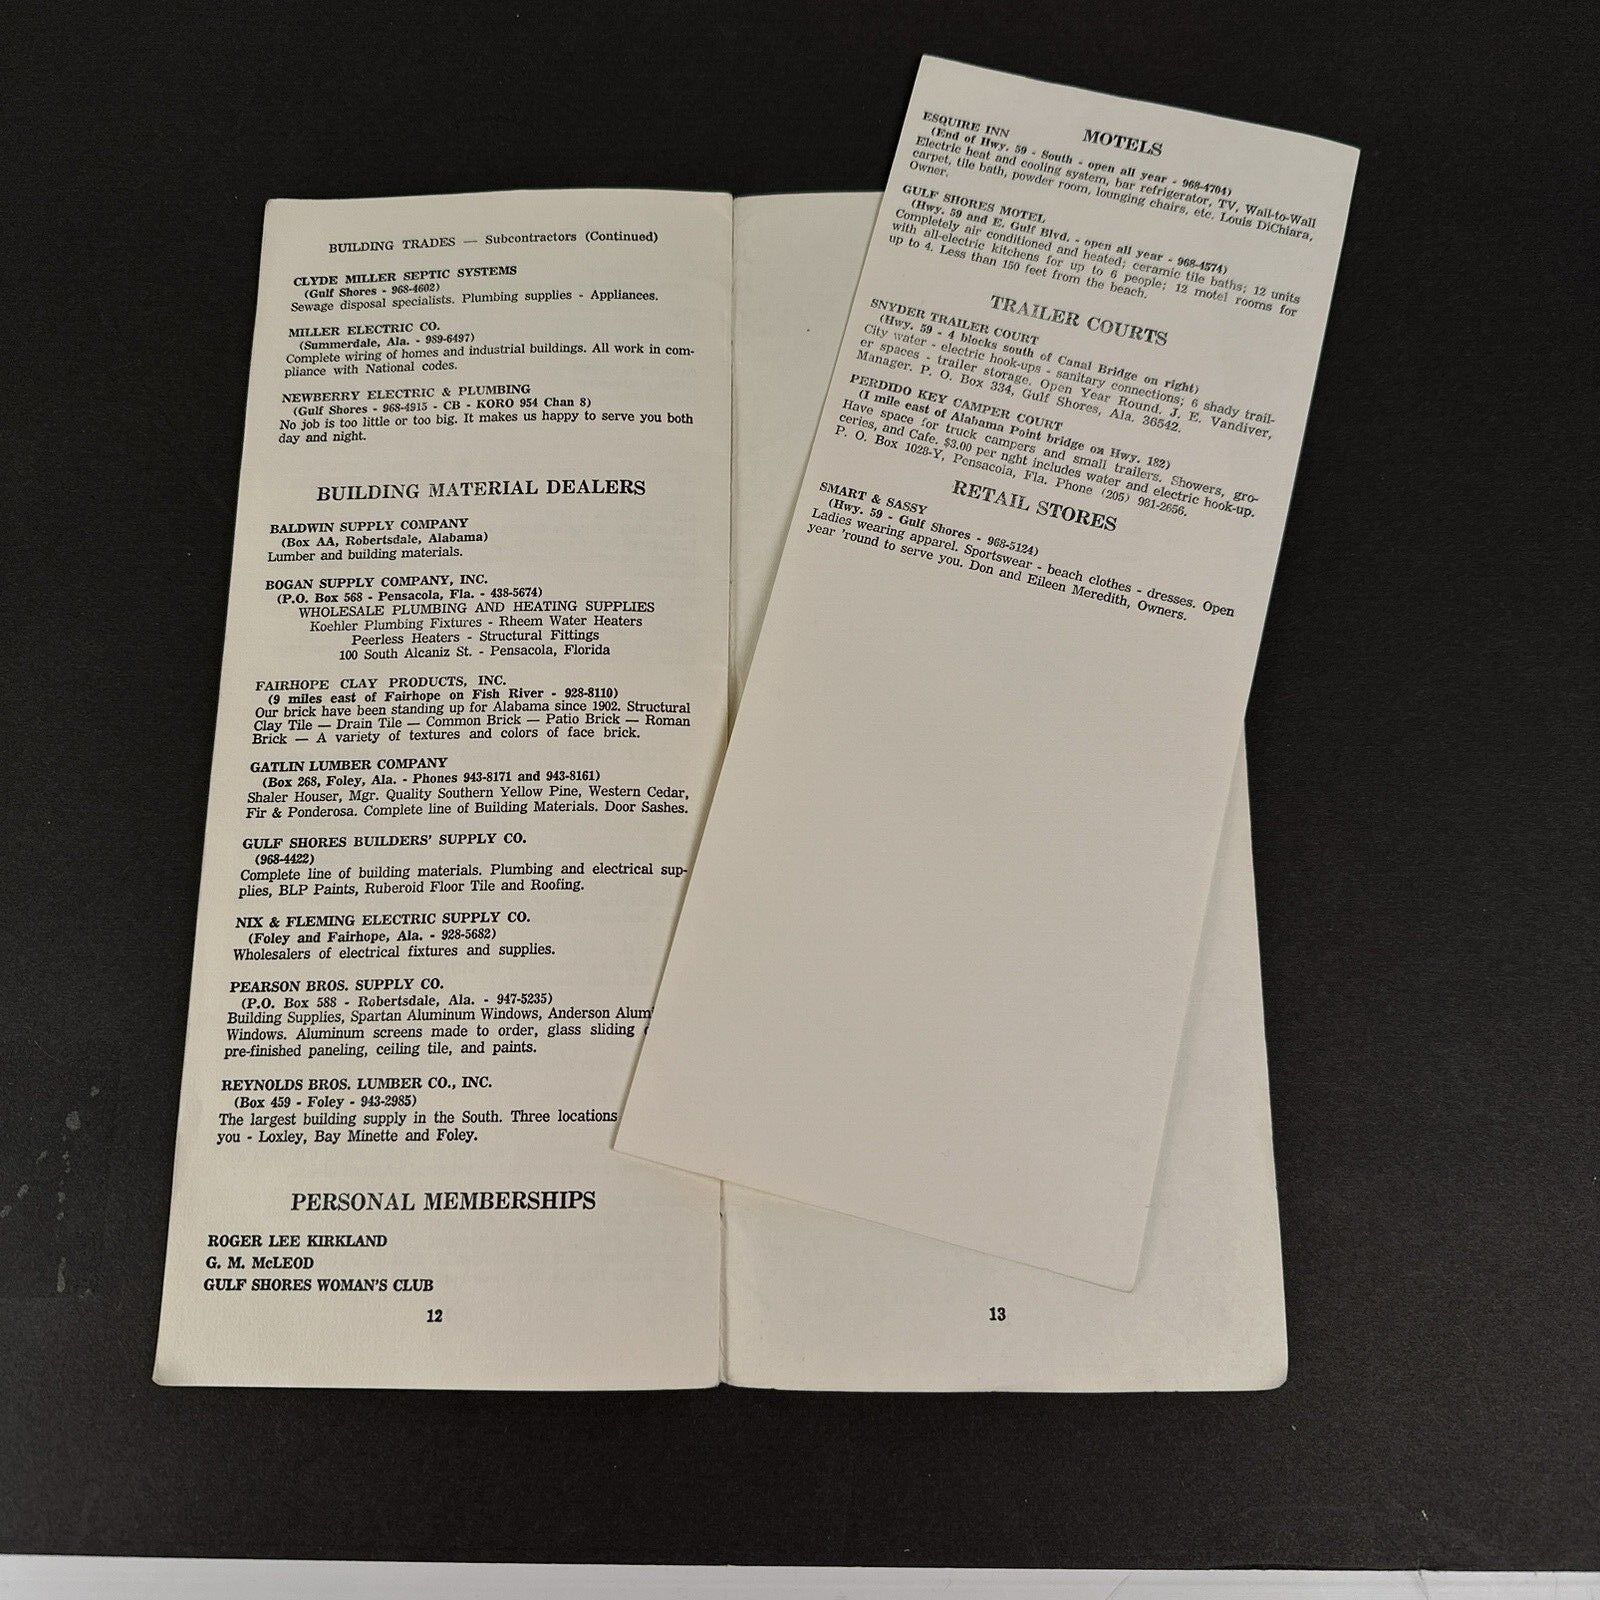 BUILDING TRADES — Subcontractors (Continued)
CLYDE MILLER SEPTIC SYSTEMS
(Gulf Shores - 968-4602)
Sewage disposal specialists. Plumbing supplies - Appliances.
MILLER ELECTRIC CO.
(Summerdale, Ala. - 989-6497)
Complete wiring of homes and industrial buildings. All work in com-
pliance with National codes.
NEWBERRY ELECTRIC & PLUMBING
(Gulf Shores - 968-4915 - CB - KORO 954 Chan 8)
No job is too little or too big. It makes us happy to serve you both
day and night.
BUILDING MATERIAL DEALERS
BALDWIN SUPPLY COMPANY
(Box AA, Robertsdale, Alabama)
Lumber and building materials.
BOGAN SUPPLY COMPANY, INC.
(P.O. Box 568 - Pensacola, Fla. - 438-5674)
WHOLESALE PLUMBING AND HEATING SUPPLIES
Koehler Plumbing Fixtures - Rheem Water Heaters
Peerless Heaters - Structural Fittings
100 South Alcaniz St. - Pensacola, Florida
FAIRHOPE CLAY PRODUCTS, INC.
(9 miles east of Fairhope on Fish River - 928-8110)
Our brick have been standing up for Alabama since 1902. Structural
Clay Tile — Drain Tile — Common Brick — Patio Brick — Roman
Brick — A variety of textures and colors of face brick.
GATLIN LUMBER COMPANY
(Box 268, Foley, Ala. - Phones 943-8171 and 943-8161)
Shaler Houser, Mgr. Quality Southern Yellow Pine, Western Cedar,
Fir & Ponderosa. Complete line of Building Materials. Door Sashes.
GULF SHORES BUILDERS' SUPPLY CO.
(968-4422)
Complete line of building materials. Plumbing and electrical sup-
plies, BLP Paints, Ruberoid Floor Tile and Roofing.
NIX & FLEMING ELECTRIC SUPPLY CO.
(Foley and Fairhope, Ala. - 928-5682)
Wholesalers of electrical fixtures and supplies.
PEARSON BROS. SUPPLY CO.
(P.O. Box 588 - Robertsdale, Ala. - 947-5235)
Building Supplies, Spartan Aluminum Windows, Anderson Alum
Windows. Aluminum screens made to order, glass sliding
pre-finished paneling, ceiling tile, and paints.
REYNOLDS BROS. LUMBER CO., INC.
(Box 459 - Foley - 943-2985)
The largest building supply in the South. Three locations
you - Loxley, Bay Minette and Foley.
PERSONAL MEMBERSHIPS
ROGER LEE KIRKLAND
G. M. McLEOD
GULF SHORES WOMAN'S CLUB
12
MOTELS
ESQUIRE INN
(End of Hwy. 59 - South - open all year - 968-4704)
Electric heat and cooling system, bar refrigerator, TV, Wall-to-Wall
carpet, tile bath, powder room, lounging chairs, etc. Louis DiChiara,
Owner.
GULF SHORES MOTEL
(Hwy. 59 and E. Gulf Blvd. - open all year - 968-4574)
Completely air conditioned and heated; ceramic tile baths; 12 units
with all-electric kitchens for up to 6 people; 12 motel rooms for
up to 4. Less than 150 feet from the beach.
TRAILER COURTS
SNYDER TRAILER COURT
(Hwy. 59 - 4 blocks south of Canal Bridge on right)
City water - electric hook-ups - sanitary connections; 6 shady trail-
er spaces - trailer storage. Open Year Round. J. E. Vandiver,
Manager. P. O. Box 334, Gulf Shores, Ala. 36542.
PERDIDO KEY CAMPER COURT
(1 mile east of Alabama Point bridge on Hwy. 182)
Have space for truck campers and small trailers. Showers, gro-
ceries, and Cafe. $3.00 per nght includes water and electric hook-up.
P. O. Box 1028-Y, Pensacola, Fla. Phone (205) 981-2656.
RETAIL STORES
SMART & SASSY
(Hwy. 59 - Gulf Shores - 968-5124)
Ladies wearing apparel. Sportswear - beach clothes - dresses. Open
year 'round to serve you. Don and Eileen Meredith, Owners.
13